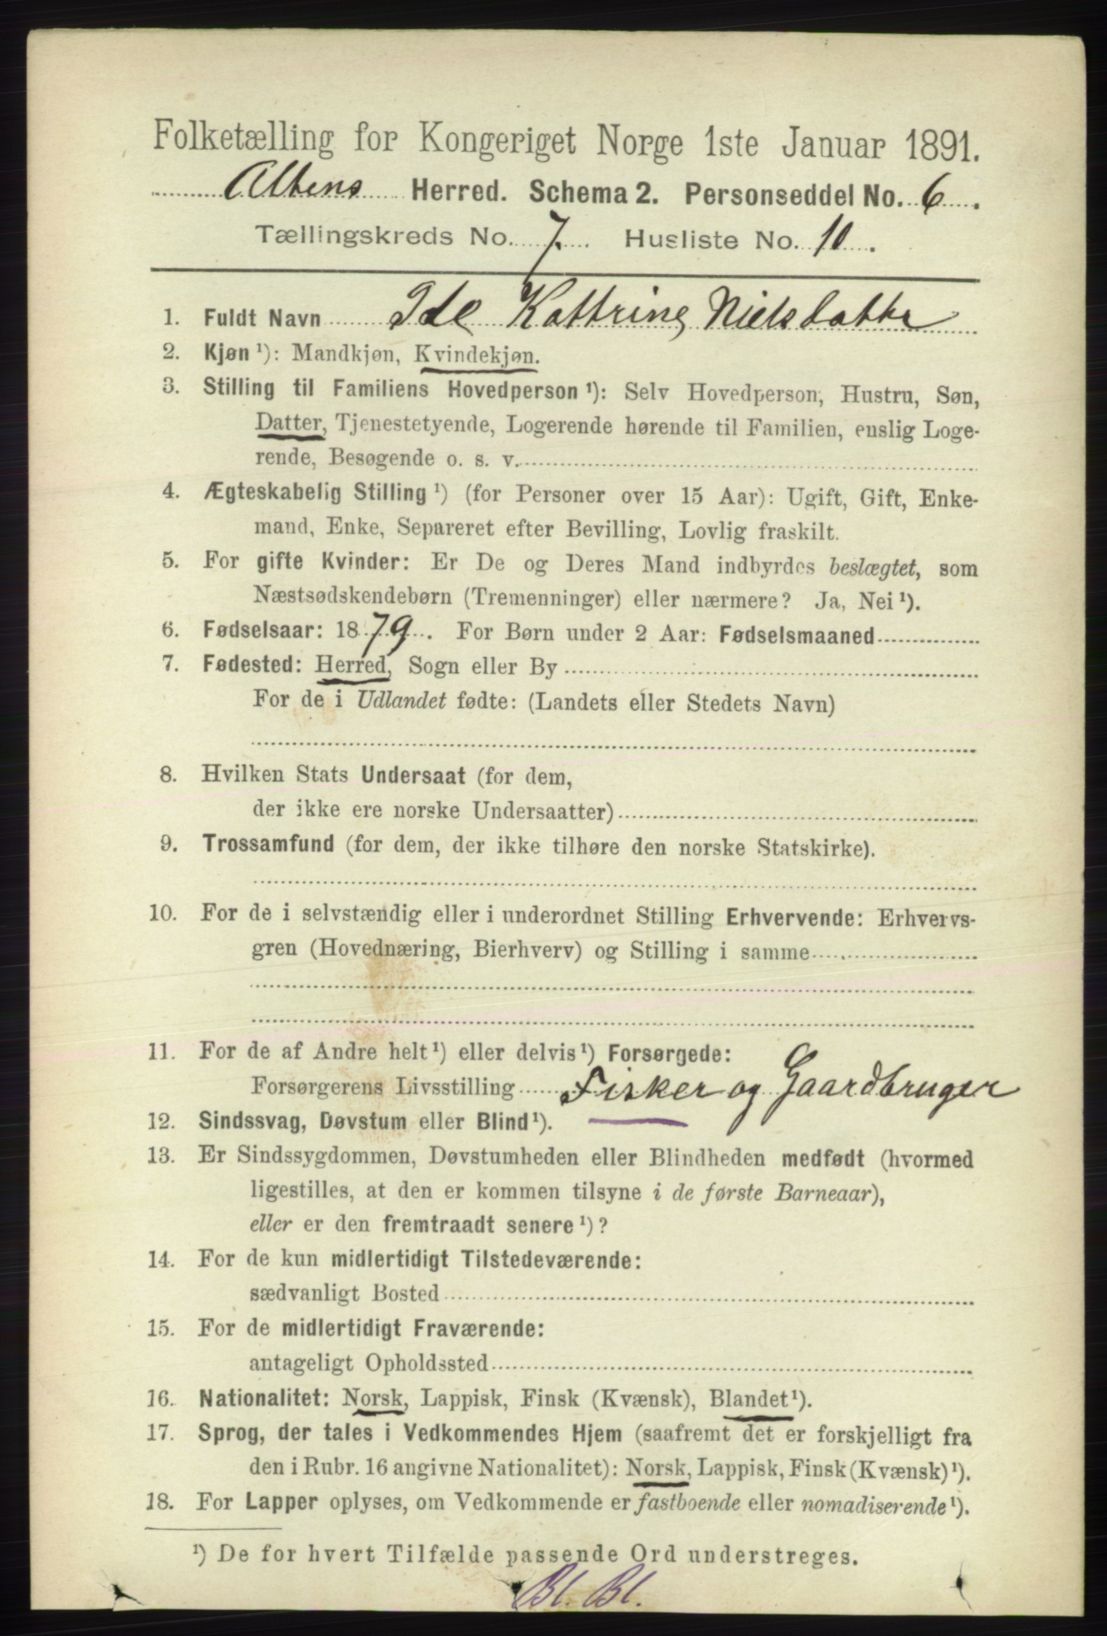 Folketælling for Kongeriget Norge 1ste Januar 1891.
Altens Herred. Schema 2. Personseddel No. 6.
Tællingskreds No. 7. Husliste No. 10.
1. Fuldt Navn Kattrine Nielsdatter
2. Kjøn ¹): Mandkjøn, Kvindekjøn.
3. Stilling til Familiens Hovedperson ¹): Selv Hovedperson, Hustru, Søn,
Datter, Tjenestetyende, Logerende hørende til Familien, enslig Loge-
rende, Besøgende o. s. v.
4. Ægteskabelig Stilling ¹) (for Personer over 15 Aar): Ugift, Gift, Enke-
mand, Enke, Separeret efter Bevilling, Lovlig fraskilt.
5. For gifte Kvinder: Er De og Deres Mand indbyrdes beslægtet, som
Næstsødskendebørn (Tremenninger) eller nærmere? Ja, Nei ¹).
6. Fødselsaar: 1879. For Børn under 2 Aar: Fødselsmaaned
7. Fødested: Herred, Sogn eller By
For de i Udlandet fødte: (Landets eller Stedets Navn)
8. Hvilken Stats Undersaat (for dem,
der ikke ere norske Undersaatter)
9. Trossamfund (for dem, der ikke tilhøre den norske Statskirke).
10. For de i selvstændig eller i underordnet Stilling Erhvervende: Erhvervs-
gren (Hovednæring, Bierhverv) og Stilling i samme
11. For de af Andre helt ¹) eller delvis ¹) Forsørgede:
Forsørgerens Livsstilling Fisker og Gaardbruger
12. Sindssvag, Døvstum eller Blind ¹).
13. Er Sindssygdommen, Døvstumheden eller Blindheden medfødt (hvormed
ligestilles, at den er kommen tilsyne i de første Barneaar),
eller er den fremtraadt senere ¹)?
14. For de kun midlertidigt Tilstedeværende:
sædvanligt Bosted
15. For de midlertidigt Fraværende:
antageligt Opholdssted
16. Nationalitet: Norsk, Lappisk, Finsk (Kvænsk), Blandet ¹).
17. Sprog, der tales i Vedkommendes Hjem (saafremt det er forskjelligt fra
den i Rubr. 16 angivne Nationalitet): Norsk, Lappisk, Finsk (Kvænsk) ¹).
18. For Lapper oplyses, om Vedkommende er fastboende eller nomadiserende ¹).
¹) De for hvert Tilfælde passende Ord understreges.
Bl. Bl.